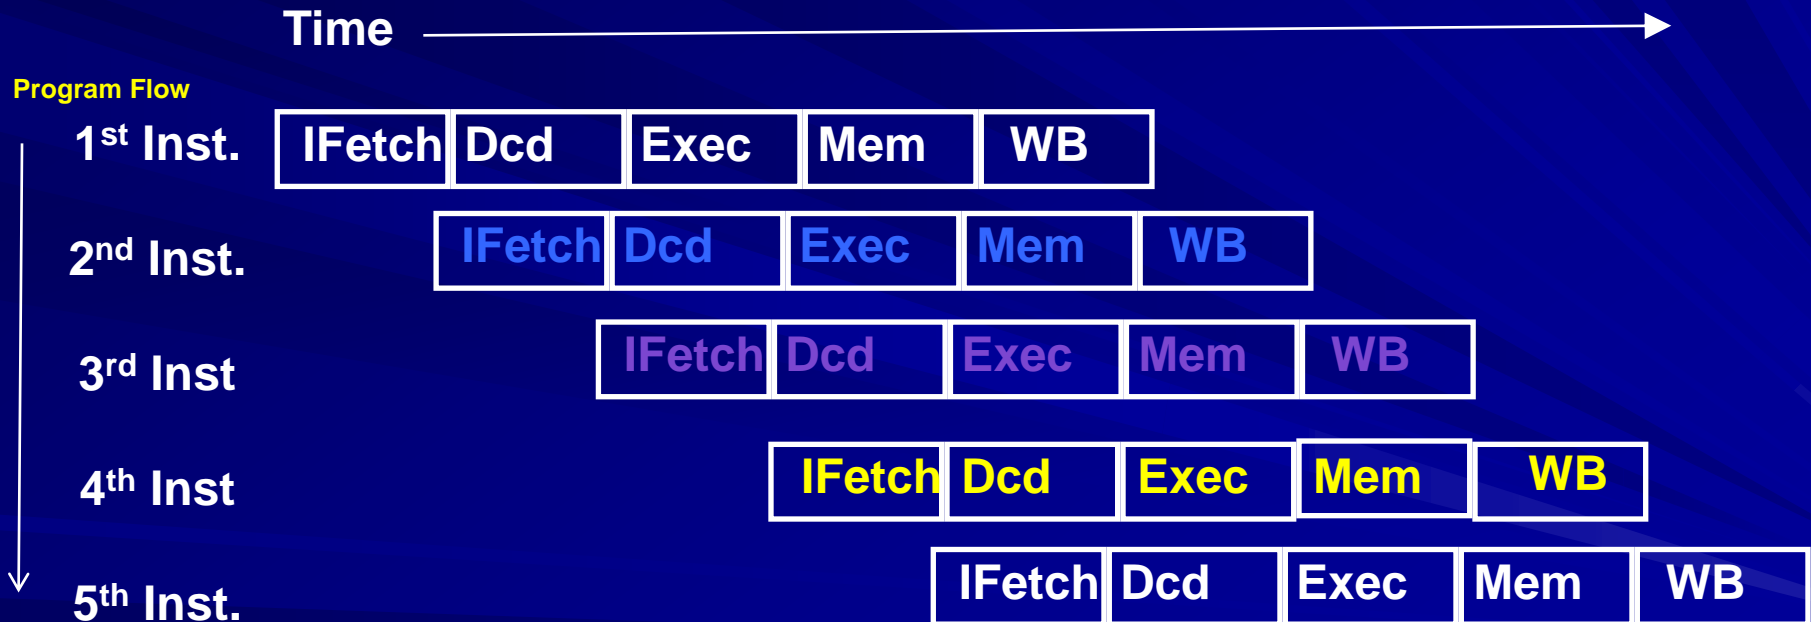 Time
Program Flow
1st Inst. IFetch Dcd Exec Mem WB
2nd Inst. IFetch Dcd Exec Mem WB
3rd Inst IFetch Dcd Exec Mem WB
4th Inst IFetch Dcd Exec Mem WB
5th Inst. IFetch Dcd Exec Mem WB